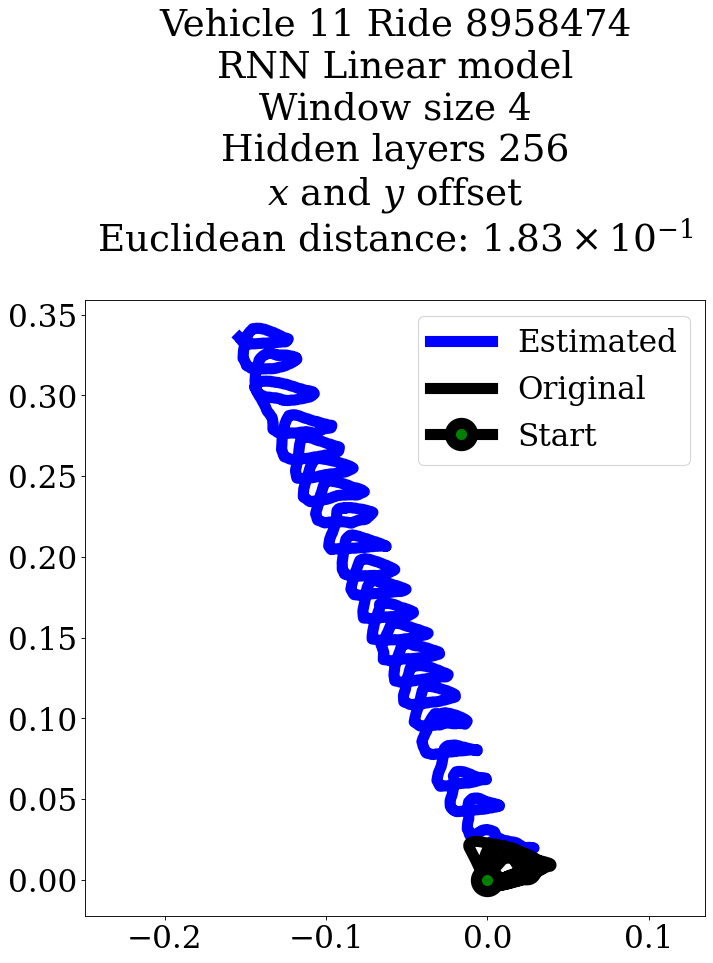 Vehicle 11 Ride 8958474
RNN Linear model
Window size 4
Hidden layers 256
x and y offset
Euclidean distance: 1.83 × 10⁻¹
Estimated
Original
Start
0.35
0.30
0.25
0.20
0.15
0.10
0.05
0.00
−0.2 −0.1 0.0 0.1